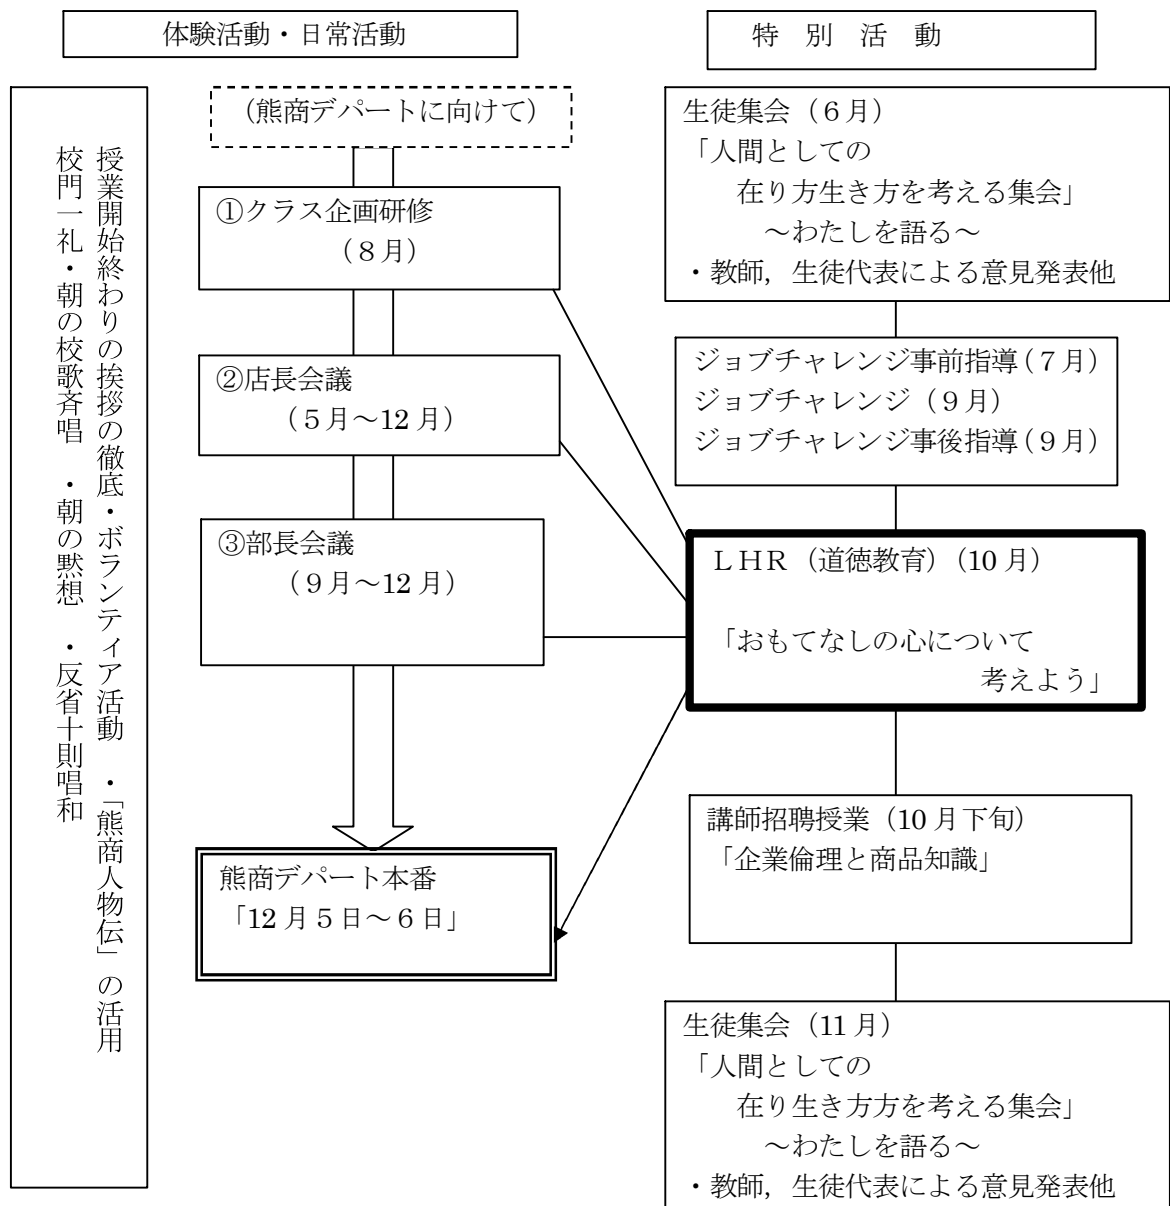 体験活動・日常活動
特別活動
授業開始終わりの挨拶の徹底・ボランティア活動 ・「熊商人物伝」の活用
校門一礼・朝の校歌斉唱 ・朝の黙想 ・反省十則唱和
(熊商デパートに向けて)
①クラス企画研修
(8月)
②店長会議
(5月～12月)
③部長会議
(9月～12月)
熊商デパート本番
「12月5日～6日」
生徒集会(6月)
「人間としての
在り方生き方を考える集会」
～わたしを語る～
・教師，生徒代表による意見発表他
ジョブチャレンジ事前指導(7月)
ジョブチャレンジ(9月)
ジョブチャレンジ事後指導(9月)
LHR(道徳教育)(10月)
「おもてなしの心について
考えよう」
講師招聘授業(10月下旬)
「企業倫理と商品知識」
生徒集会(11月)
「人間としての
在り生き方方を考える集会」
～わたしを語る～
・教師，生徒代表による意見発表他